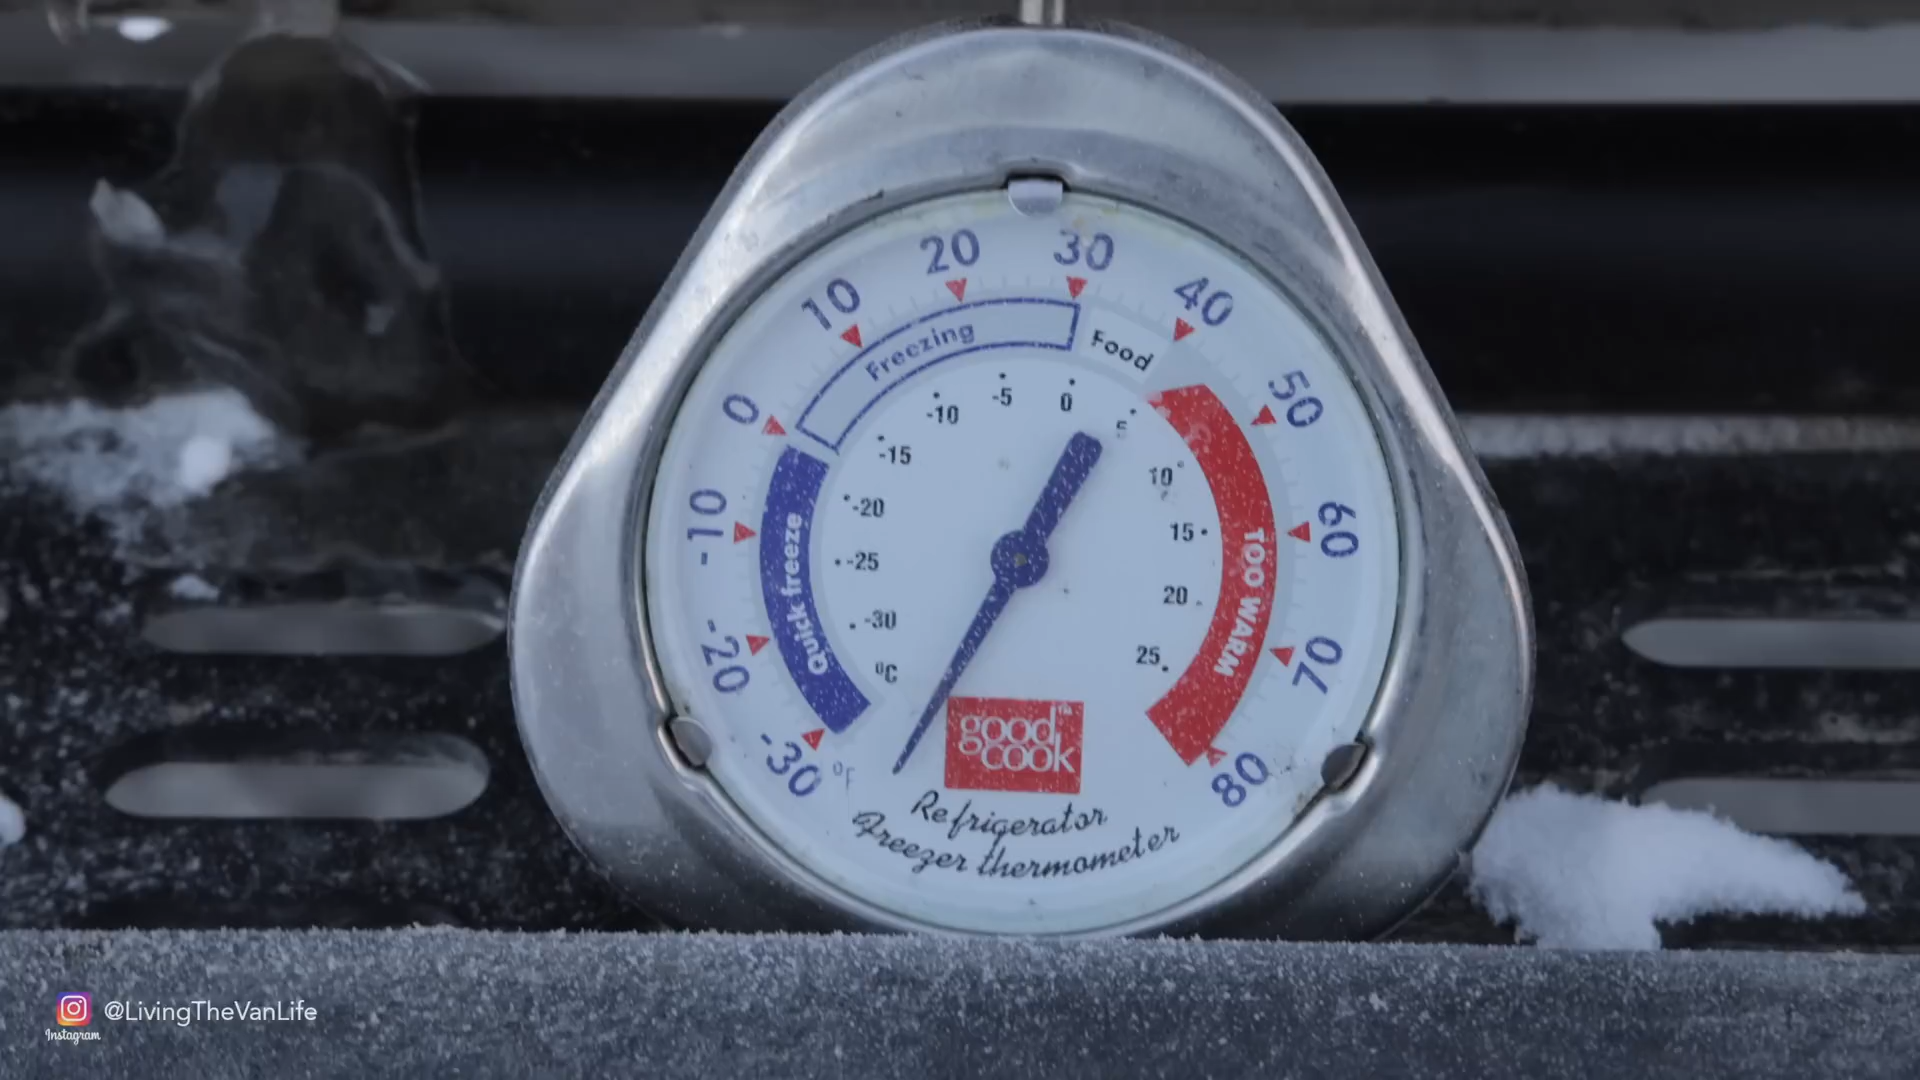 20 30
10 40
Freezing Food
0 50
-10 -5 0 5
-15 10°
-10 -20 15 60
Quick freeze -25 TOO WARM
-20 -30 20 70
°C 25
-30 °F 80
good™
cook
Refrigerator
Freezer thermometer
@LivingTheVanLife
Instagram